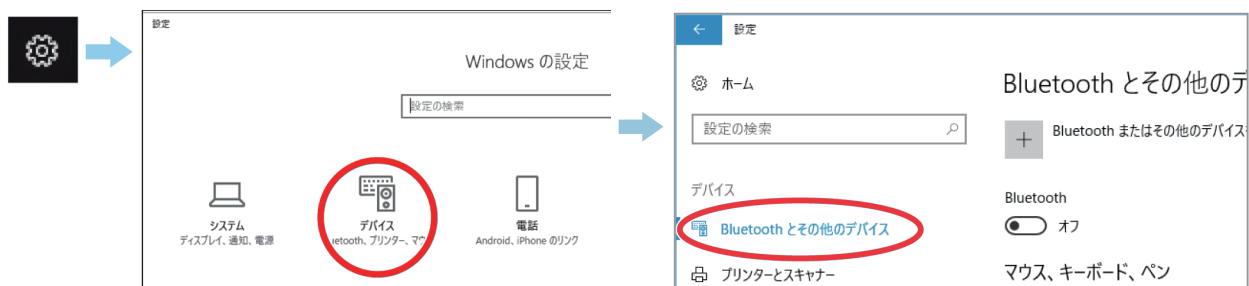 設定
Windows の設定
設定の検索
システム
ディスプレイ、通知、電源
デバイス
uetooth、プリンター、マウ
電話
Android、iPhone のリンク
設定
ホーム
設定の検索
デバイス
Bluetooth とその他のデバイス
プリンターとスキャナー
Bluetooth とその他のデ
Bluetooth またはその他のデバイス
Bluetooth
オフ
マウス、キーボード、ペン